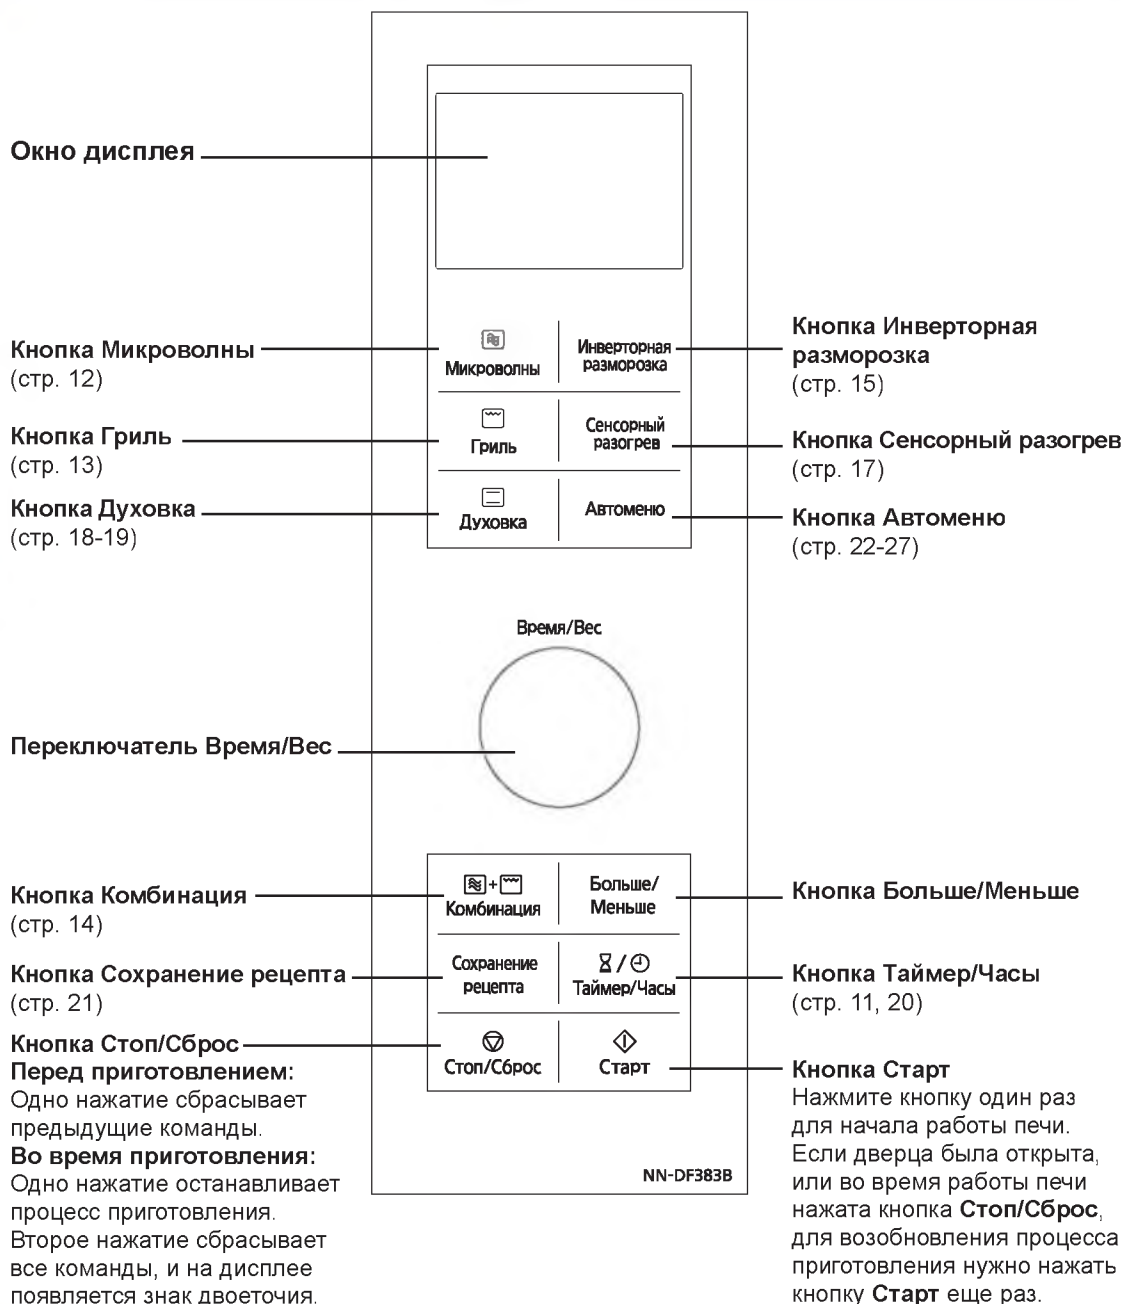 Окно дисплея
Кнопка Микроволны
(стр. 12)
Кнопка Гриль
(стр. 13)
Кнопка Духовка
(стр. 18-19)
Микроволны
Инверторная
разморозка
Гриль
Сенсорный
разогрев
Духовка
Автоменю
Кнопка Инверторная
разморозка
(стр. 15)
Кнопка Сенсорный разогрев
(стр. 17)
Кнопка Автоменю
(стр. 22-27)
Время/Вес
Переключатель Время/Вес
Кнопка Комбинация
(стр. 14)
Кнопка Сохранение рецепта
(стр. 21)
Кнопка Стоп/Сброс
Перед приготовлением:
Одно нажатие сбрасывает
предыдущие команды.
Во время приготовления:
Одно нажатие останавливает
процесс приготовления.
Второе нажатие сбрасывает
все команды, и на дисплее
появляется знак двоеточия.
Комбинация
Больше/
Меньше
Сохранение
рецепта
Таймер/Часы
Стоп/Сброс
Старт
NN-DF383B
Кнопка Больше/Меньше
Кнопка Таймер/Часы
(стр. 11, 20)
Кнопка Старт
Нажмите кнопку один раз
для начала работы печи.
Если дверца была открыта,
или во время работы печи
нажата кнопка Стоп/Сброс,
для возобновления процесса
приготовления нужно нажать
кнопку Старт еще раз.